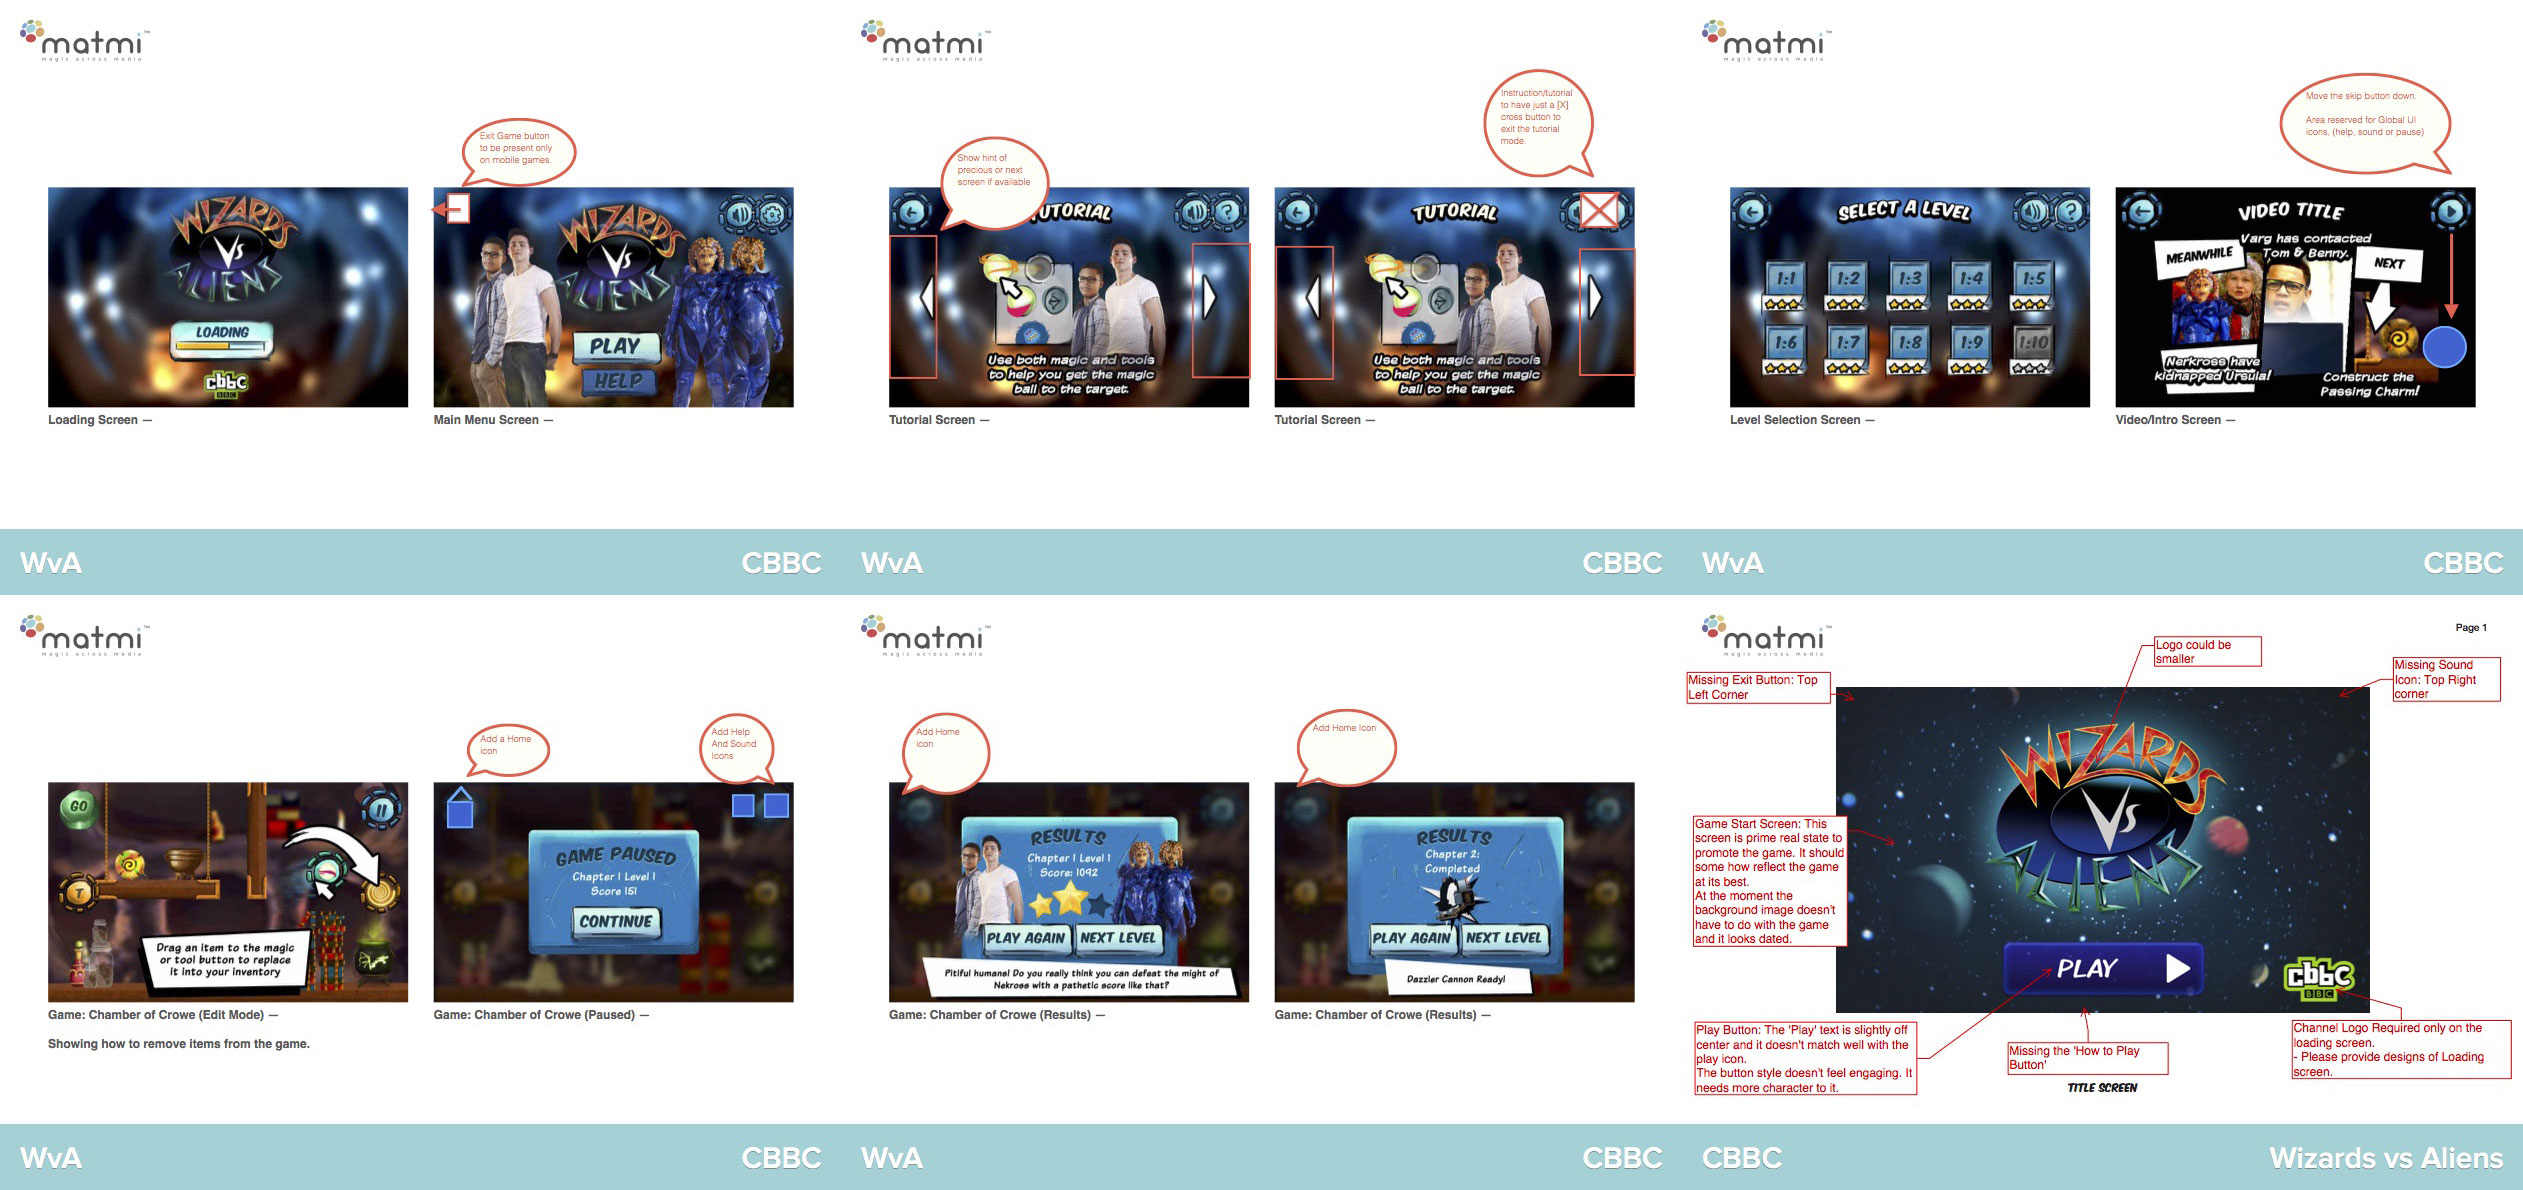 matmi™
magic across media
Exit Game button
to be present only
on mobile games.
WIZARDS
Vs
ALIENS
LOADING
cbbc
BBC
WIZARDS
Vs
ALIENS
PLAY
HELP
Loading Screen —
Main Menu Screen —
WvA
CBBC
matmi™
magic across media
Show hint of
precious or next
screen if available
Instruction/tutorial
to have just a [X]
cross button to
exit the tutorial
mode.
TUTORIAL
?
Use both magic and tools
to help you get the magic
ball to the target.
TUTORIAL
Use both magic and tools
to help you get the magic
ball to the target.
Tutorial Screen —
Tutorial Screen —
WvA
CBBC
matmi™
magic across media
Move the skip button down.
Area reserved for Global UI
icons, (help, sound or pause)
SELECT A LEVEL
?
1:1 1:2 1:3 1:4 1:5
1:6 1:7 1:8 1:9 1:10
VIDEO TITLE
Varg has contacted
Tom & Benny.
MEANWHILE
NEXT
Nerkross have
kidnapped Ursula!
Construct the
Passing Charm!
Level Selection Screen —
Video/Intro Screen —
WvA
CBBC
matmi™
magic across media
Add a Home
icon
Add Help
And Sound
Icons
GO
T
Drag an item to the magic
or tool button to replace
it into your inventory
GAME PAUSED
Chapter 1 Level 1
Score 151
CONTINUE
Game: Chamber of Crowe (Edit Mode) —
Showing how to remove items from the game.
Game: Chamber of Crowe (Paused) —
WvA
CBBC
matmi™
magic across media
Add Home
icon
Add Home Icon
RESULTS
Chapter 1 Level 1
Score: 1092
PLAY AGAIN
NEXT LEVEL
Pitiful humans! Do you really think you can defeat the might of
Nekross with a pathetic score like that?
RESULTS
Chapter 2:
Completed
PLAY AGAIN
NEXT LEVEL
Dazzler Cannon Ready!
Game: Chamber of Crowe (Results) —
Game: Chamber of Crowe (Results) —
WvA
CBBC
matmi™
magic across media
Page 1
Logo could be
smaller
Missing Exit Button: Top
Left Corner
Missing Sound
Icon: Top Right
corner
WIZARDS
Vs
ALIENS
Game Start Screen: This
screen is prime real state to
promote the game. It should
some how reflect the game
at its best.
At the moment the
background image doesn't
have to do with the game
and it looks dated.
PLAY
cbbc
BBC
Play Button: The 'Play' text is slightly off
center and it doesn't match well with the
play icon.
The button style doesn't feel engaging. It
needs more character to it.
Missing the 'How to Play
Button'
Channel Logo Required only on the
loading screen.
- Please provide designs of Loading
screen.
TITLE SCREEN
CBBC
Wizards vs Aliens